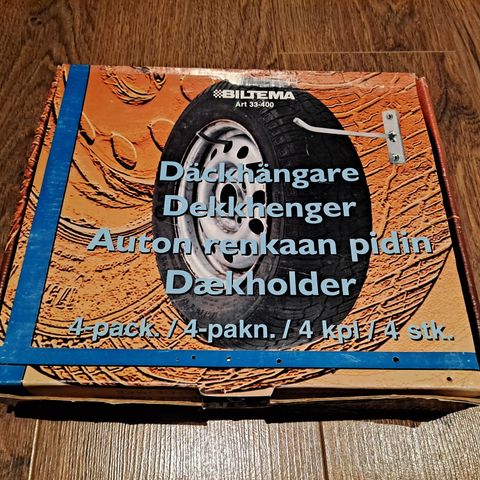 BILTEMA
Art 33-400
Däckhängare
Dekkhenger
Auton renkaan pidin
Dækholder
4-pack. / 4-pakn. / 4 kpl / 4 stk.